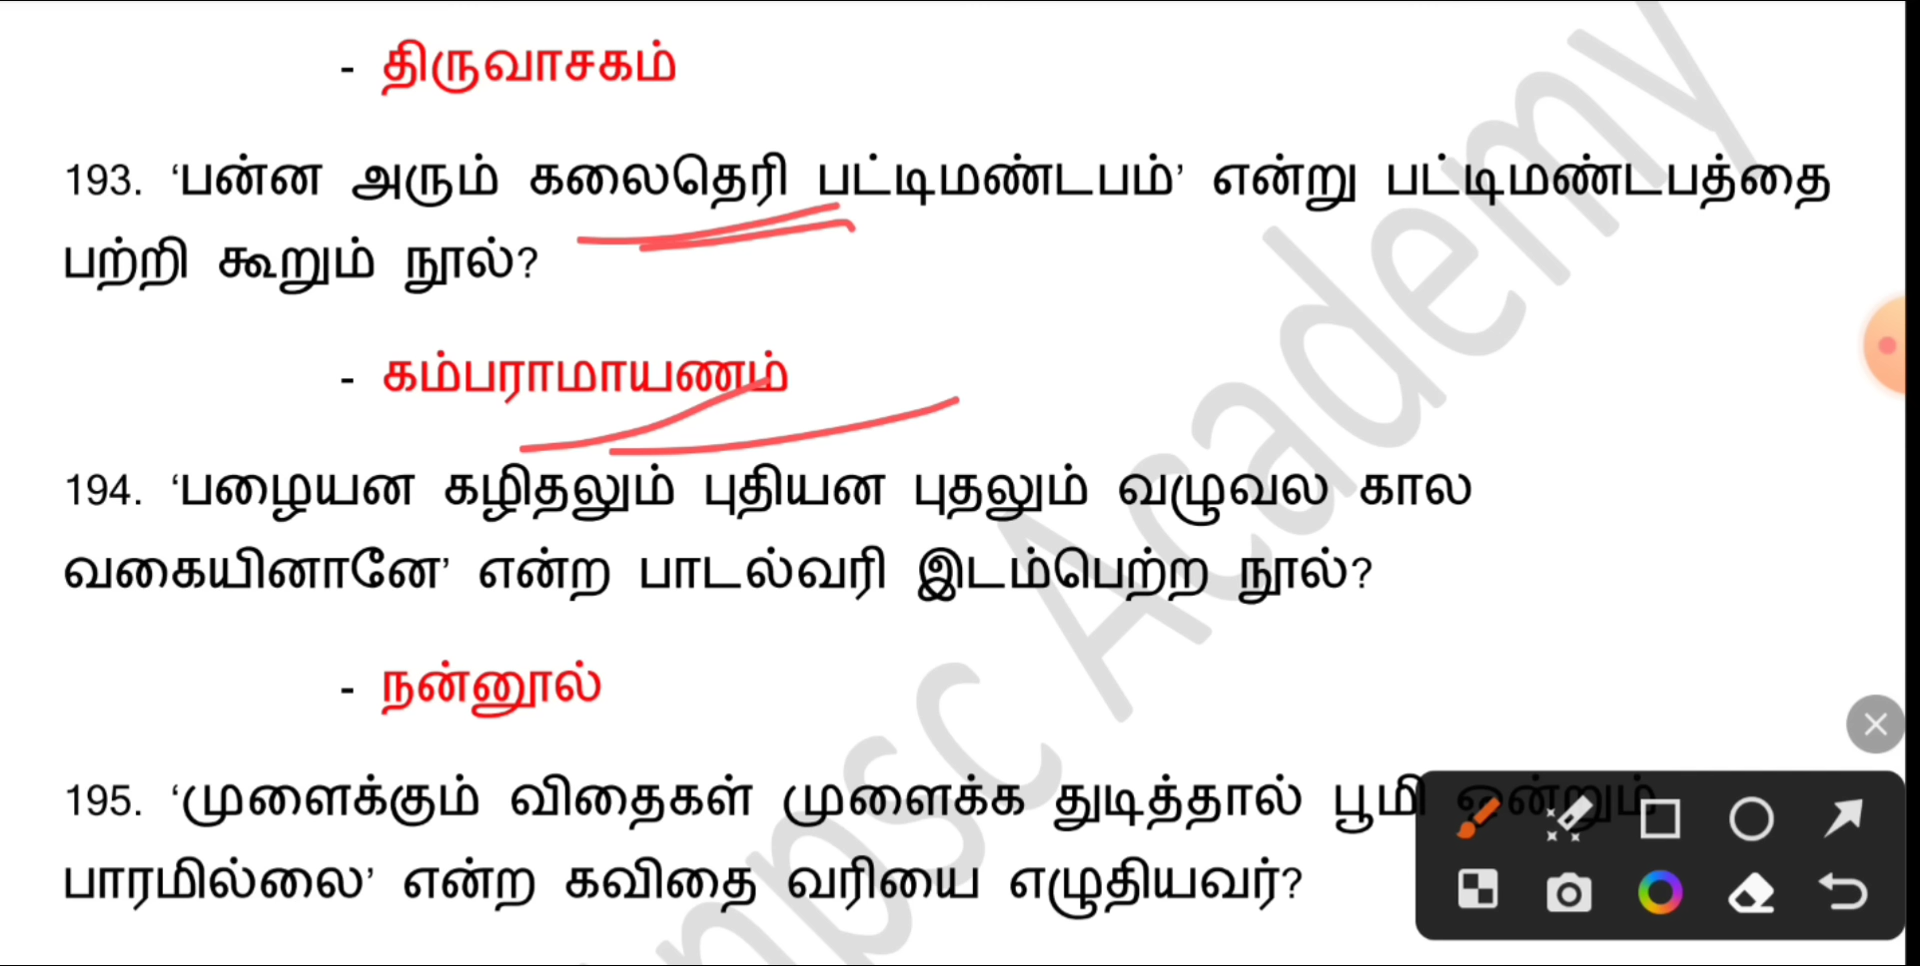 - திருவாசகம்
193. ‘பன்ன அரும் கலைதெரி பட்டிமண்டபம்’ என்று பட்டிமண்டபத்தை
பற்றி கூறும் நூல்?
- கம்பராமாயணம்
194. ‘பழையன கழிதலும் புதியன புதலும் வழுவல கால
வகையினானே’ என்ற பாடல்வரி இடம்பெற்ற நூல்?
- நன்னூல்
195. ‘முளைக்கும் விதைகள் முளைக்க துடித்தால் பூமி ஒன்றும்
பாரமில்லை’ என்ற கவிதை வரியை எழுதியவர்?
npsc Academy